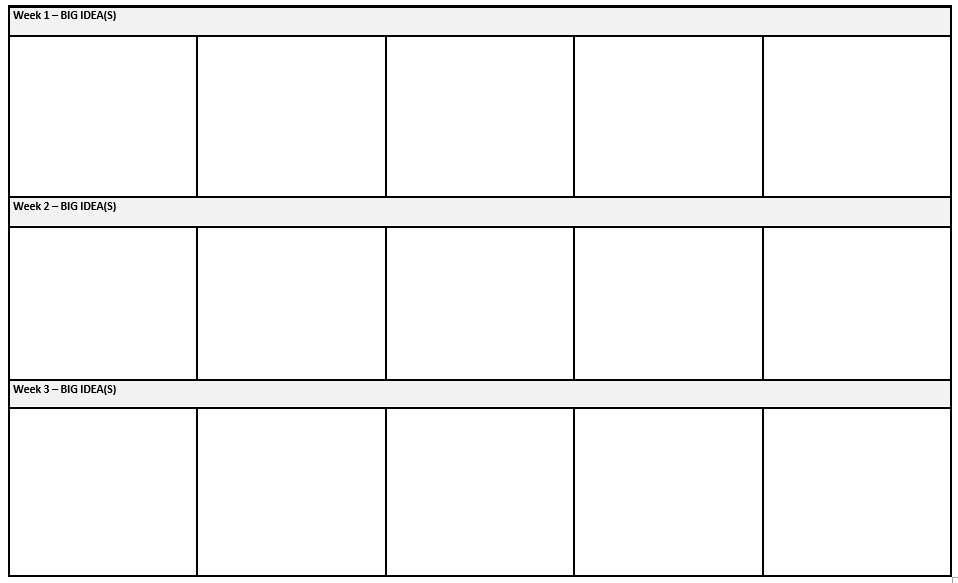 Week 1 – BIG IDEA(S)
Week 2 – BIG IDEA(S)
Week 3 – BIG IDEA(S)